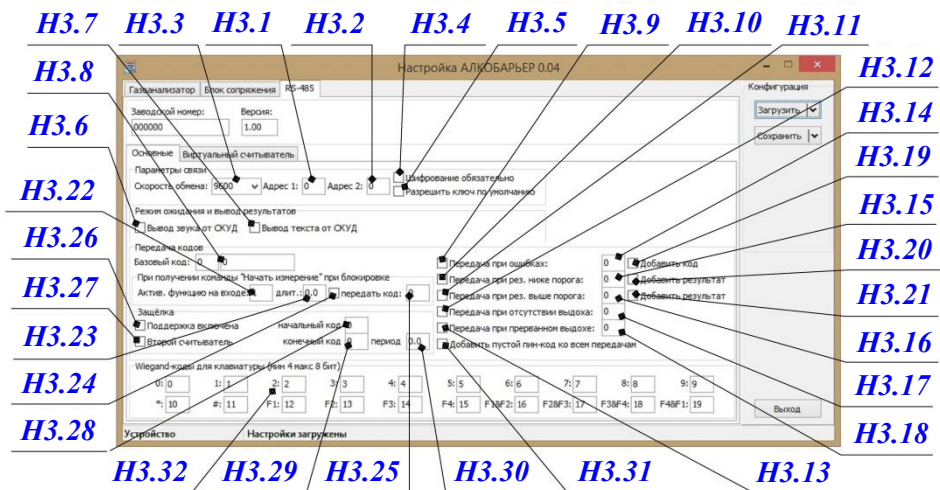 Н3.7 Н3.3 Н3.1 Н3.2 Н3.4 Н3.5 Н3.9 Н3.10 Н3.11
Н3.8
Н3.6
Н3.22
Н3.26
Н3.27
Н3.23
Н3.24
Н3.28
Н3.12
Н3.14
Н3.19
Н3.15
Н3.20
Н3.21
Н3.16
Н3.17
Н3.18
Настройка АЛКОБАРЬЕР 0.04
Газоанализатор Блок сопряжения RS-485
Конфигурация
Загрузить
Сохранить
Заводской номер: Версия:
000000 1.00
Основные Виртуальный считыватель
Параметры связи
Скорость обмена: 9600 Адрес 1: 0 Адрес 2: 0
Шифрование обязательно
Разрешить ключ по умолчанию
Режим ожидания и вывод результатов
Вывод звука от СКУД Вывод текста от СКУД
Передача кодов
Базовый код: 0 0
При получении команды "Начать измерение" при блокировке
Актив. функцию на входе: длит.: 0.0 передать код: 0
Передача при ошибках: 0 Добавить код
Передача при рез. ниже порога: 0 Добавить результат
Передача при рез. выше порога: 0 Добавить результат
Передача при отсутствии выдоха: 0
Передача при прерванном выдохе: 0
Добавить пустой пин-код ко всем передачам
Защёлка
Поддержка включена начальный код 0
Второй считыватель конечный код 0 период 0.0
Wiegand-коды для клавиатуры (мин 4 макс 8 бит)
0: 0 1: 1 2: 2 3: 3 4: 4 5: 5 6: 6 7: 7 8: 8 9: 9
*: 10 #: 11 F1: 12 F2: 13 F3: 14 F4: 15 F1&F2: 16 F2&F3: 17 F3&F4: 18 F4&F1: 19
Выход
Устройство Настройки загружены
Н3.32 Н3.29 Н3.25 Н3.30 Н3.31 Н3.13